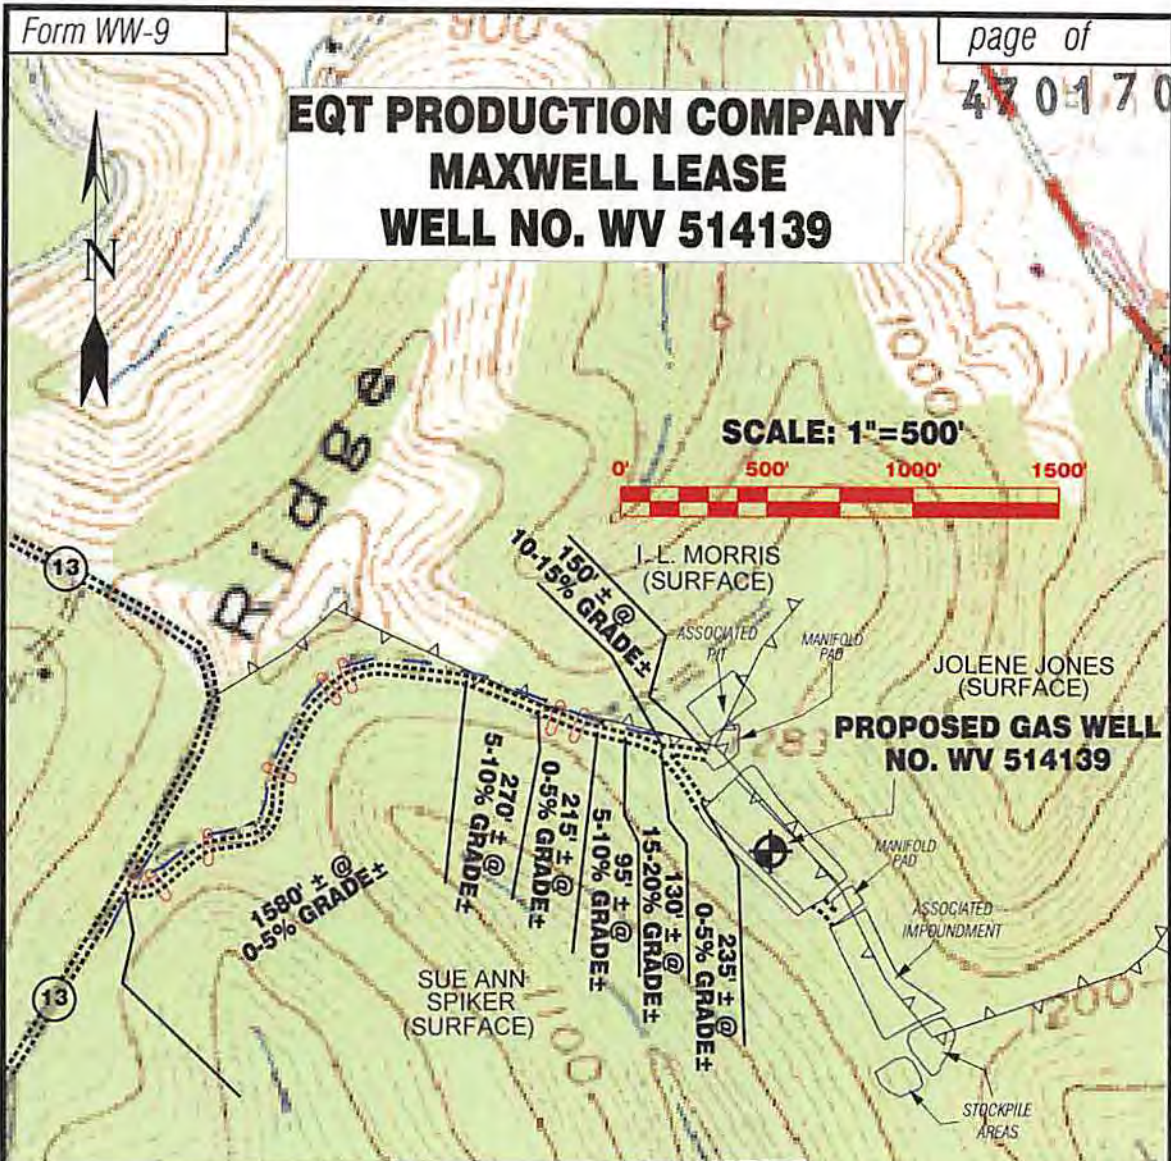 Form WW-9
page of
470170
EQT PRODUCTION COMPANY
MAXWELL LEASE
WELL NO. WV 514139
900
N
Ridge
1000
SCALE: 1"=500'
0' 500' 1000' 1500'
13
I.L. MORRIS
(SURFACE)
150' ± @
10-15% GRADE±
ASSOCIATED
PIT
MANIFOLD
PAD
JOLENE JONES
(SURFACE)
PROPOSED GAS WELL
NO. WV 514139
1580' ± @
0-5% GRADE±
270' ± @
5-10% GRADE±
215' ± @
0-5% GRADE±
95' ± @
5-10% GRADE±
130' ± @
15-20% GRADE±
235' ± @
0-5% GRADE±
MANIFOLD
PAD
ASSOCIATED
IMPOUNDMENT
13
SUE ANN
SPIKER
(SURFACE)
1100
1200
STOCKPILE
AREAS